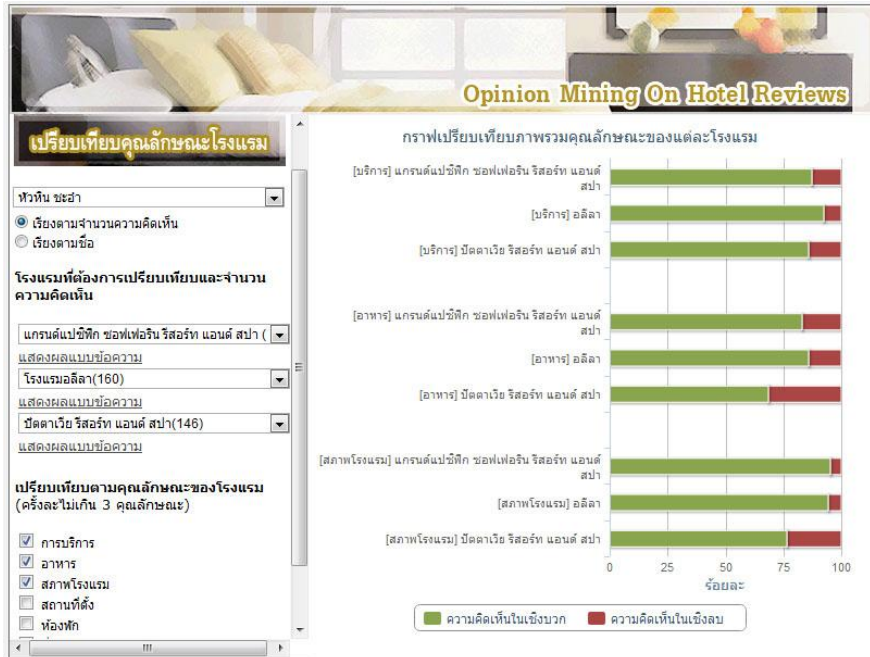 Opinion Mining On Hotel Reviews
เปรียบเทียบคุณลักษณะโรงแรม
หัวหิน ชะอำ
เรียงตามจำนวนความคิดเห็น
เรียงตามชื่อ
โรงแรมที่ต้องการเปรียบเทียบและจำนวน
ความคิดเห็น
แกรนด์แปซิฟิก ซอฟเฟอริน รีสอร์ท แอนด์ สปา (
แสดงผลแบบข้อความ
โรงแรมอลีลา(160)
แสดงผลแบบข้อความ
ปัตตาเวีย รีสอร์ท แอนด์ สปา(146)
แสดงผลแบบข้อความ
เปรียบเทียบตามคุณลักษณะของโรงแรม
(ครั้งละไม่เกิน 3 คุณลักษณะ)
การบริการ
อาหาร
สภาพโรงแรม
สถานที่ตั้ง
ห้องพัก
กราฟเปรียบเทียบภาพรวมคุณลักษณะของแต่ละโรงแรม
[บริการ] แกรนด์แปซิฟิก ซอฟเฟอริน รีสอร์ท แอนด์
สปา
[บริการ] อลีลา
[บริการ] ปัตตาเวีย รีสอร์ท แอนด์ สปา
[อาหาร] แกรนด์แปซิฟิก ซอฟเฟอริน รีสอร์ท แอนด์
สปา
[อาหาร] อลีลา
[อาหาร] ปัตตาเวีย รีสอร์ท แอนด์ สปา
[สภาพโรงแรม] แกรนด์แปซิฟิก ซอฟเฟอริน รีสอร์ท แอนด์
สปา
[สภาพโรงแรม] อลีลา
[สภาพโรงแรม] ปัตตาเวีย รีสอร์ท แอนด์ สปา
0 25 50 75 100
ร้อยละ
ความคิดเห็นในเชิงบวก ความคิดเห็นในเชิงลบ